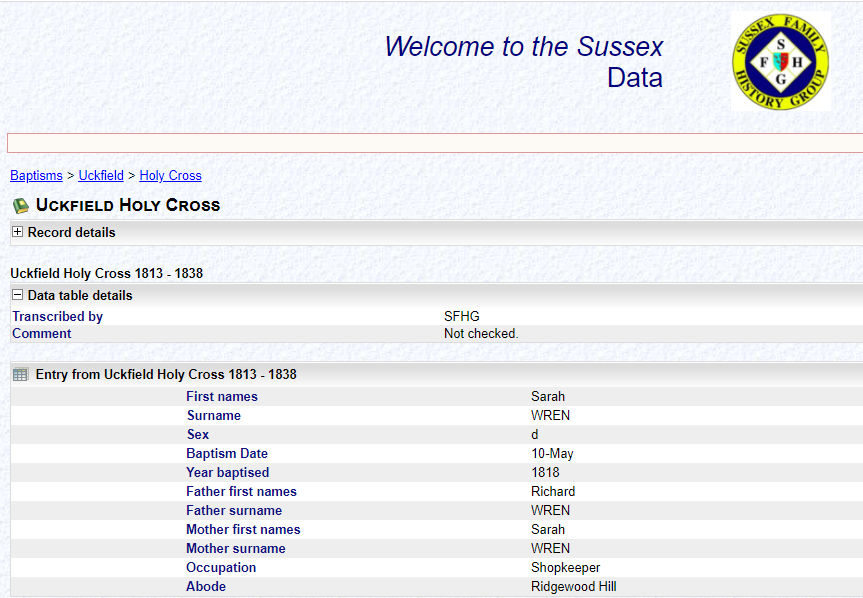 Welcome to the Sussex
Data
SUSSEX FAMILY HISTORY GROUP
S
F H
G
Baptisms > Uckfield > Holy Cross
UCKFIELD HOLY CROSS
Record details
Uckfield Holy Cross 1813 - 1838
Data table details
Transcribed by SFHG
Comment Not checked.
Entry from Uckfield Holy Cross 1813 - 1838
First names Sarah
Surname WREN
Sex d
Baptism Date 10-May
Year baptised 1818
Father first names Richard
Father surname WREN
Mother first names Sarah
Mother surname WREN
Occupation Shopkeeper
Abode Ridgewood Hill